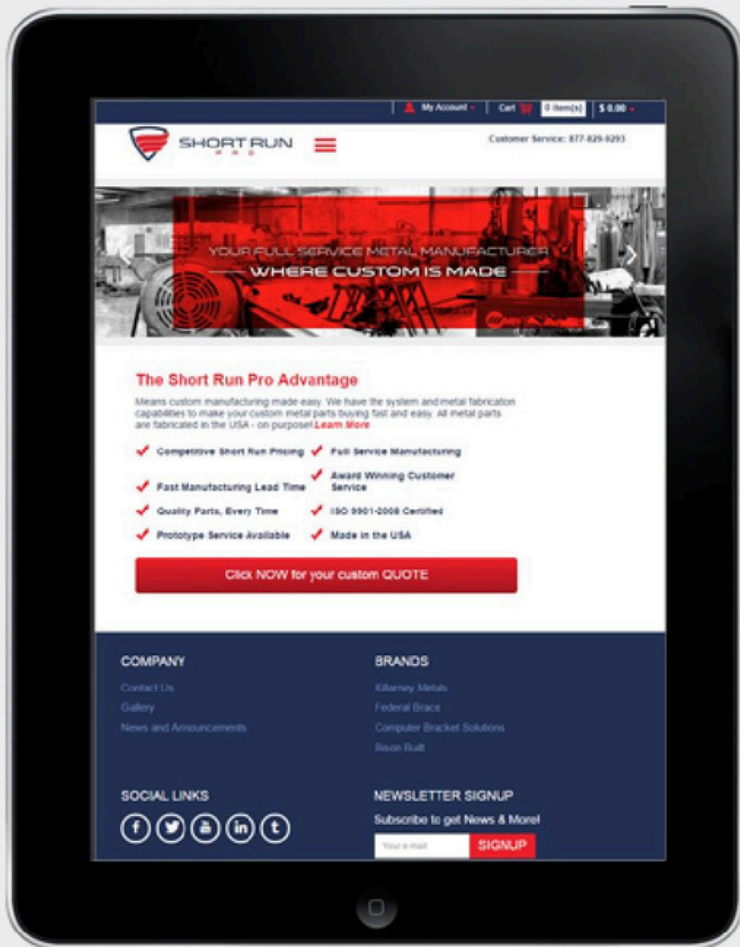 My Account
Cart
0 item(s)
$ 0.00
SHORT RUN
PRO
Customer Service: 877-829-9293
YOUR FULL SERVICE METAL MANUFACTURER
WHERE CUSTOM IS MADE
The Short Run Pro Advantage
Means custom manufacturing made easy. We have the system and metal fabrication
capabilities to make your custom metal parts buying fast and easy. All metal parts
are fabricated in the USA - on purpose! Learn More
Competitive Short Run Pricing
Full Service Manufacturing
Fast Manufacturing Lead Time
Award Winning Customer
Service
Quality Parts, Every Time
ISO 9901-2008 Certified
Prototype Service Available
Made in the USA
Click NOW for your custom QUOTE
COMPANY
Contact Us
Gallery
News and Announcements
BRANDS
Killarney Metals
Federal Brace
Computer Bracket Solutions
Bison Built
SOCIAL LINKS
f
in
t
NEWSLETTER SIGNUP
Subscribe to get News & More!
Your e-mail
SIGNUP